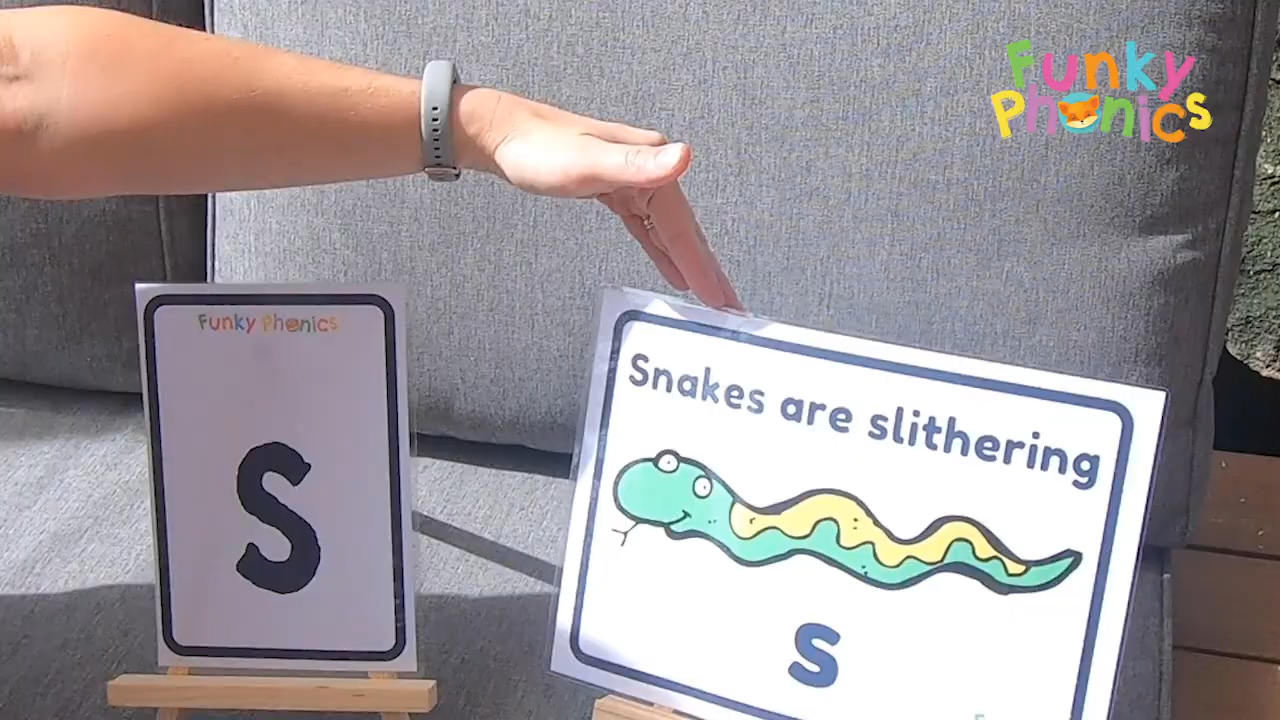 Funky
Phonics
Funky Phonics
s
Snakes are slithering
s